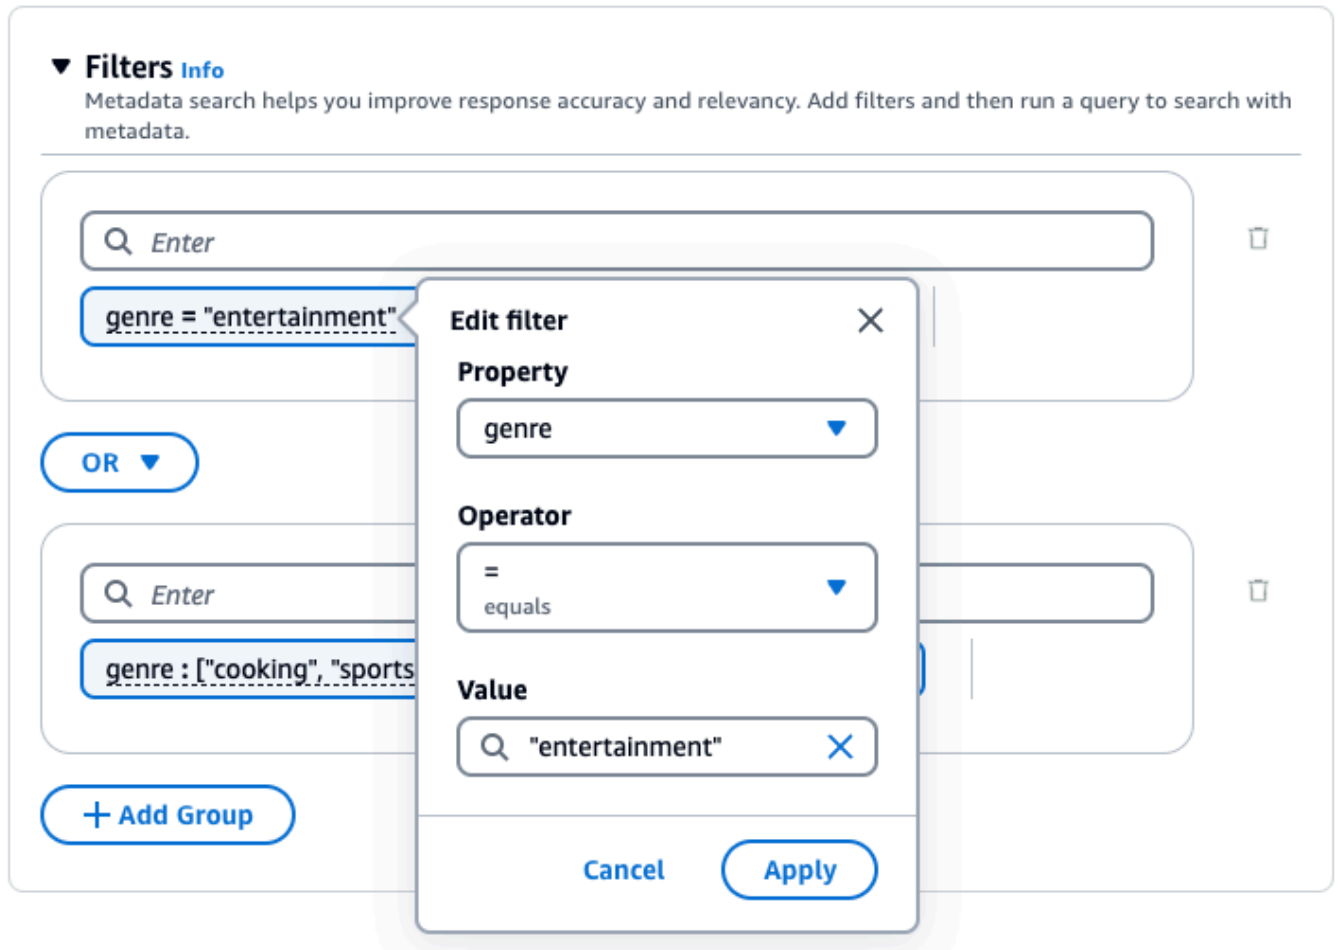 Filters Info
Metadata search helps you improve response accuracy and relevancy. Add filters and then run a query to search with
metadata.
Enter
genre = "entertainment"
Edit filter
Property
genre
OR
Operator
=
equals
Enter
genre : ["cooking", "sports
Value
"entertainment"
Add Group
Cancel
Apply